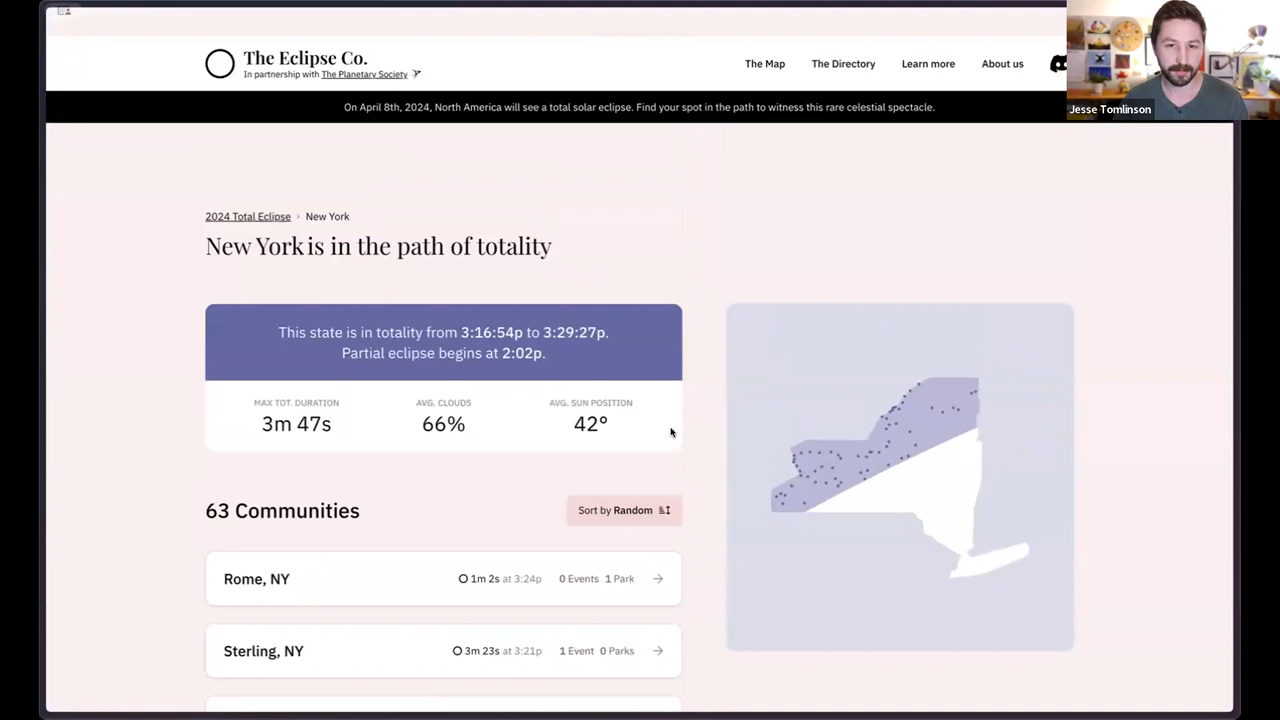 The Eclipse Co.
In partnership with The Planetary Society
The Map
The Directory
Learn more
About us
Jesse Tomlinson
On April 8th, 2024, North America will see a total solar eclipse. Find your spot in the path to witness this rare celestial spectacle.
2024 Total Eclipse › New York
New York is in the path of totality
This state is in totality from 3:16:54p to 3:29:27p.
Partial eclipse begins at 2:02p.
MAX TOT. DURATION
3m 47s
AVG. CLOUDS
66%
AVG. SUN POSITION
42°
63 Communities
Sort by Random
Rome, NY
1m 2s at 3:24p
0 Events 1 Park
Sterling, NY
3m 23s at 3:21p
1 Event 0 Parks